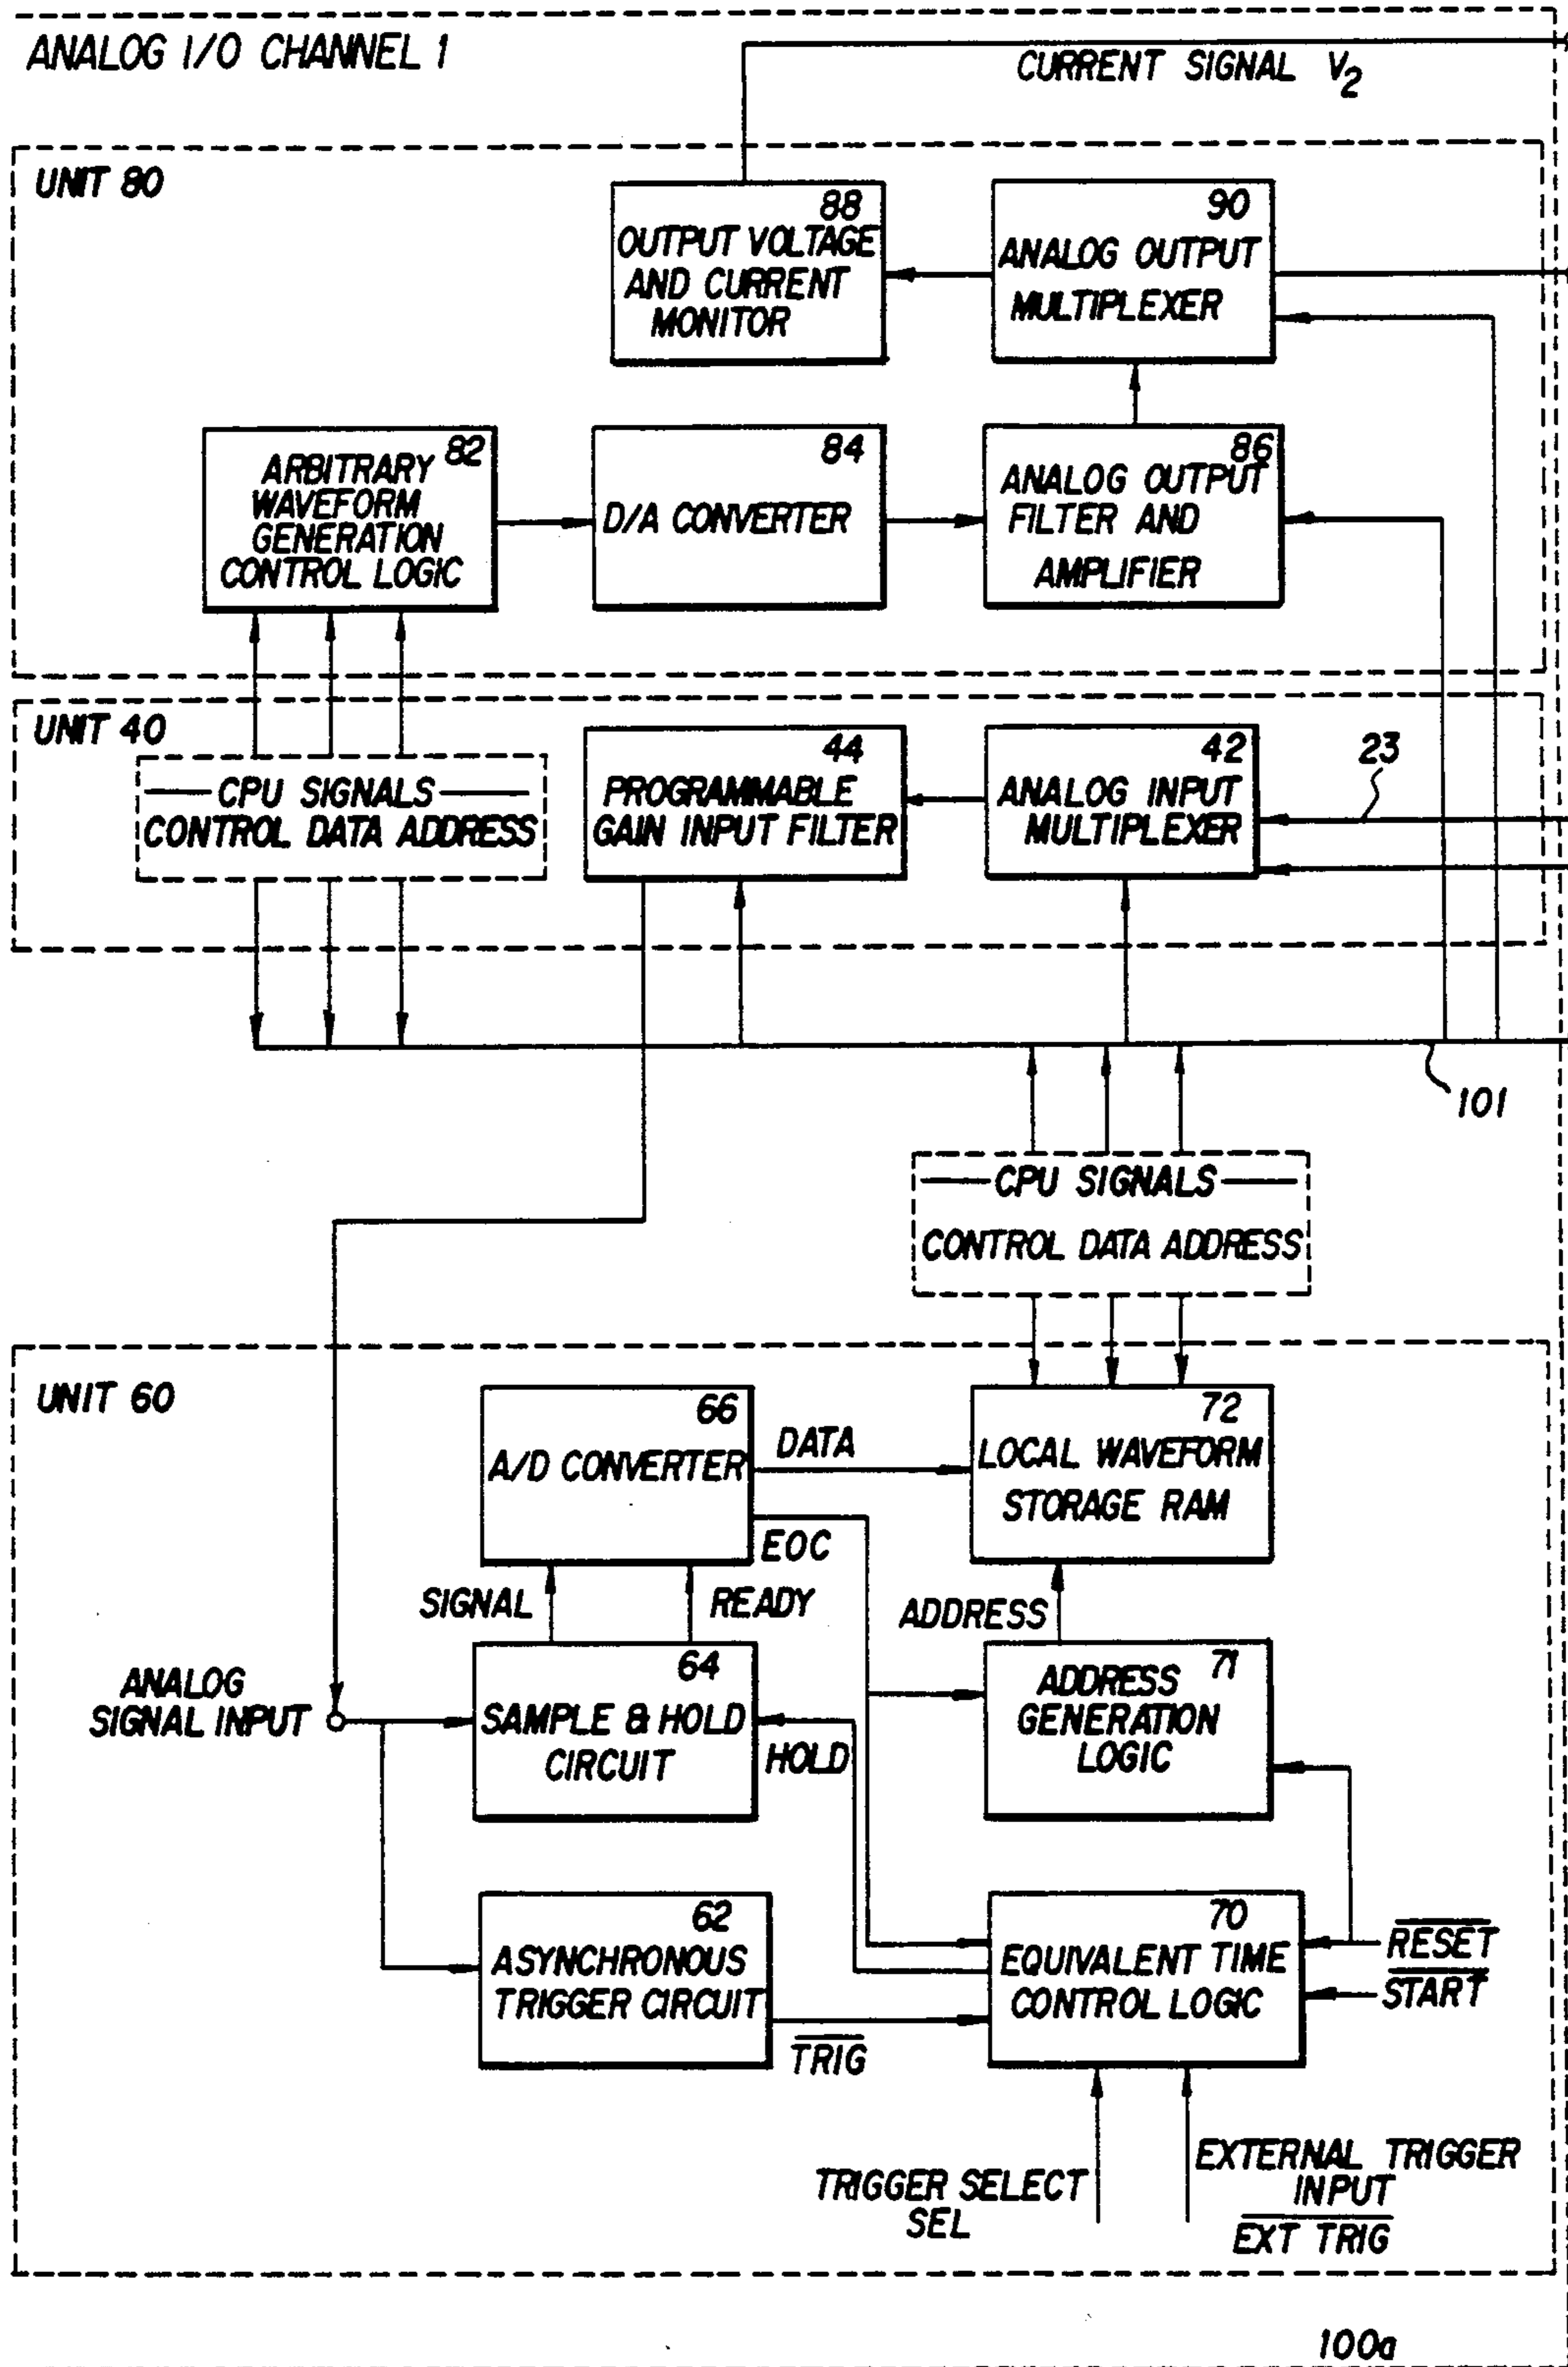 ANALOG I/O CHANNEL 1
CURRENT SIGNAL V2
UNIT 80
88
OUTPUT VOLTAGE
AND CURRENT
MONITOR
90
ANALOG OUTPUT
MULTIPLEXER
82
ARBITRARY
WAVEFORM
GENERATION
CONTROL LOGIC
84
D/A CONVERTER
86
ANALOG OUTPUT
FILTER AND
AMPLIFIER
UNIT 40
CPU SIGNALS
CONTROL DATA ADDRESS
44
PROGRAMMABLE
GAIN INPUT FILTER
42
ANALOG INPUT
MULTIPLEXER
23
101
CPU SIGNALS
CONTROL DATA ADDRESS
UNIT 60
66
A/D CONVERTER
DATA
72
LOCAL WAVEFORM
STORAGE RAM
EOC
SIGNAL
READY
ADDRESS
ANALOG
SIGNAL INPUT
64
SAMPLE & HOLD
CIRCUIT
HOLD
71
ADDRESS
GENERATION
LOGIC
62
ASYNCHRONOUS
TRIGGER CIRCUIT
TRIG
70
EQUIVALENT TIME
CONTROL LOGIC
RESET
START
TRIGGER SELECT
SEL
EXTERNAL TRIGGER
INPUT
EXT TRIG
100a